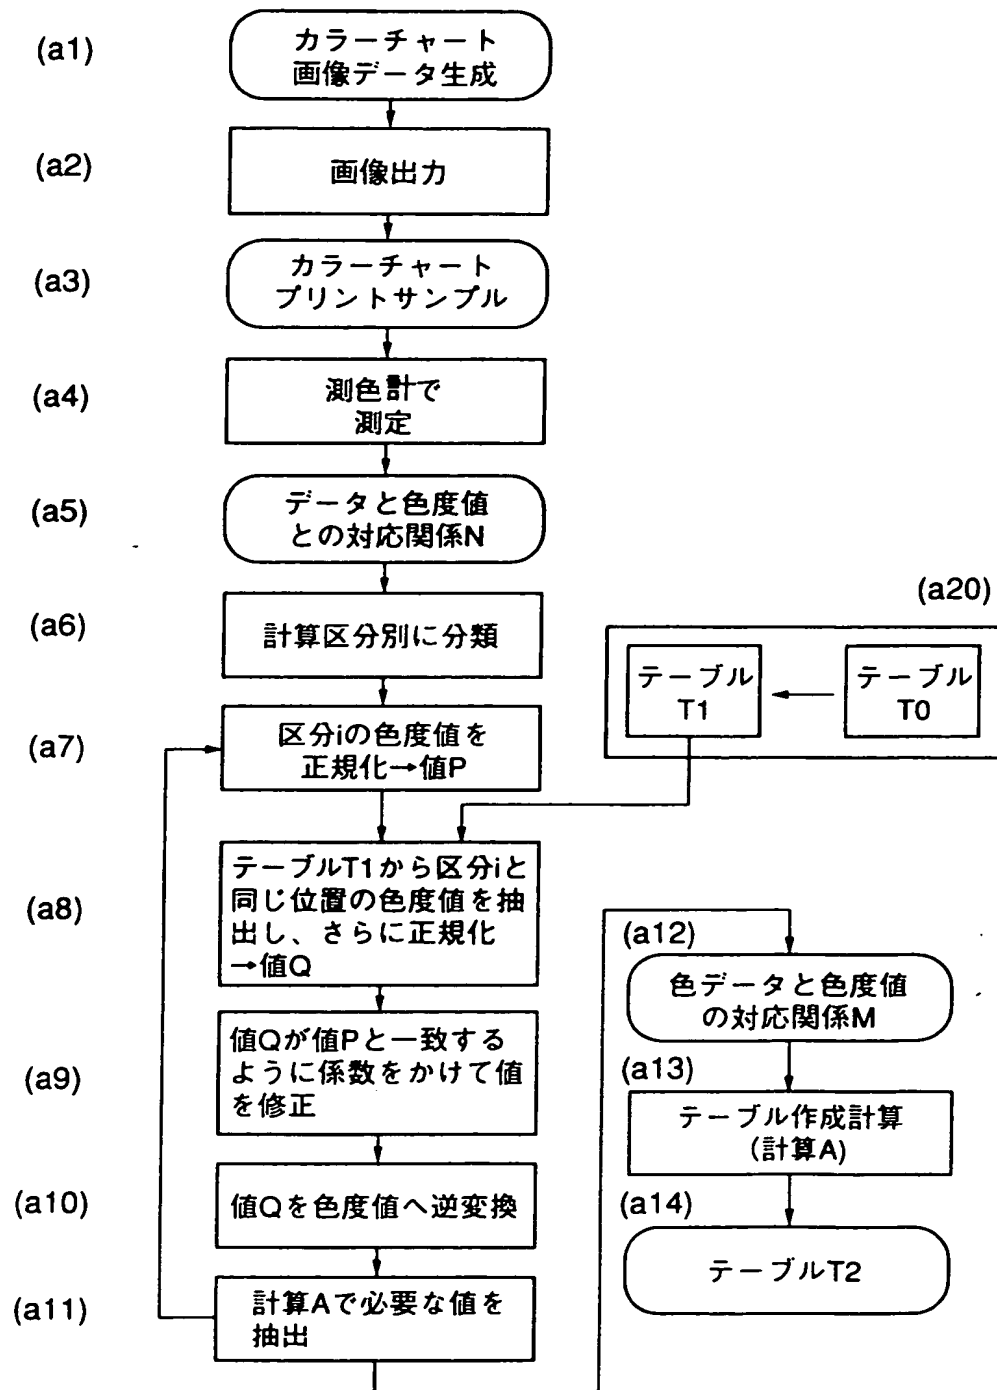 (a1)
カラーチャート
画像データ生成
(a2)
画像出力
(a3)
カラーチャート
プリントサンプル
(a4)
測色計で
測定
(a5)
データと色度値
との対応関係N
(a6)
計算区分別に分類
(a7)
区分iの色度値を
正規化→値P
(a20)
テーブル
T1
テーブル
T0
(a8)
テーブルT1から区分iと
同じ位置の色度値を抽
出し、さらに正規化
→値Q
(a9)
値Qが値Pと一致する
ように係数をかけて値
を修正
(a10)
値Qを色度値へ逆変換
(a11)
計算Aで必要な値を
抽出
(a12)
色データと色度値
の対応関係M
(a13)
テーブル作成計算
(計算A)
(a14)
テーブルT2